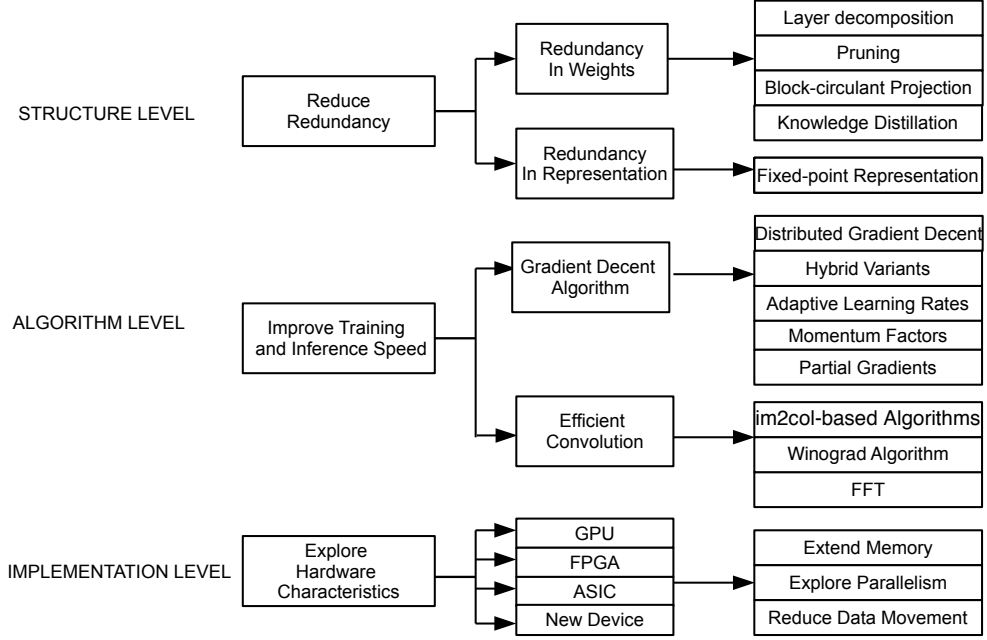 STRUCTURE LEVEL
Reduce
Redundancy
Redundancy
In Weights
Layer decomposition
Pruning
Block-circulant Projection
Knowledge Distillation
Redundancy
In Representation
Fixed-point Representation
ALGORITHM LEVEL
Improve Training
and Inference Speed
Gradient Decent
Algorithm
Distributed Gradient Decent
Hybrid Variants
Adaptive Learning Rates
Momentum Factors
Partial Gradients
Efficient
Convolution
im2col-based Algorithms
Winograd Algorithm
FFT
IMPLEMENTATION LEVEL
Explore
Hardware
Characteristics
GPU
FPGA
ASIC
New Device
Extend Memory
Explore Parallelism
Reduce Data Movement